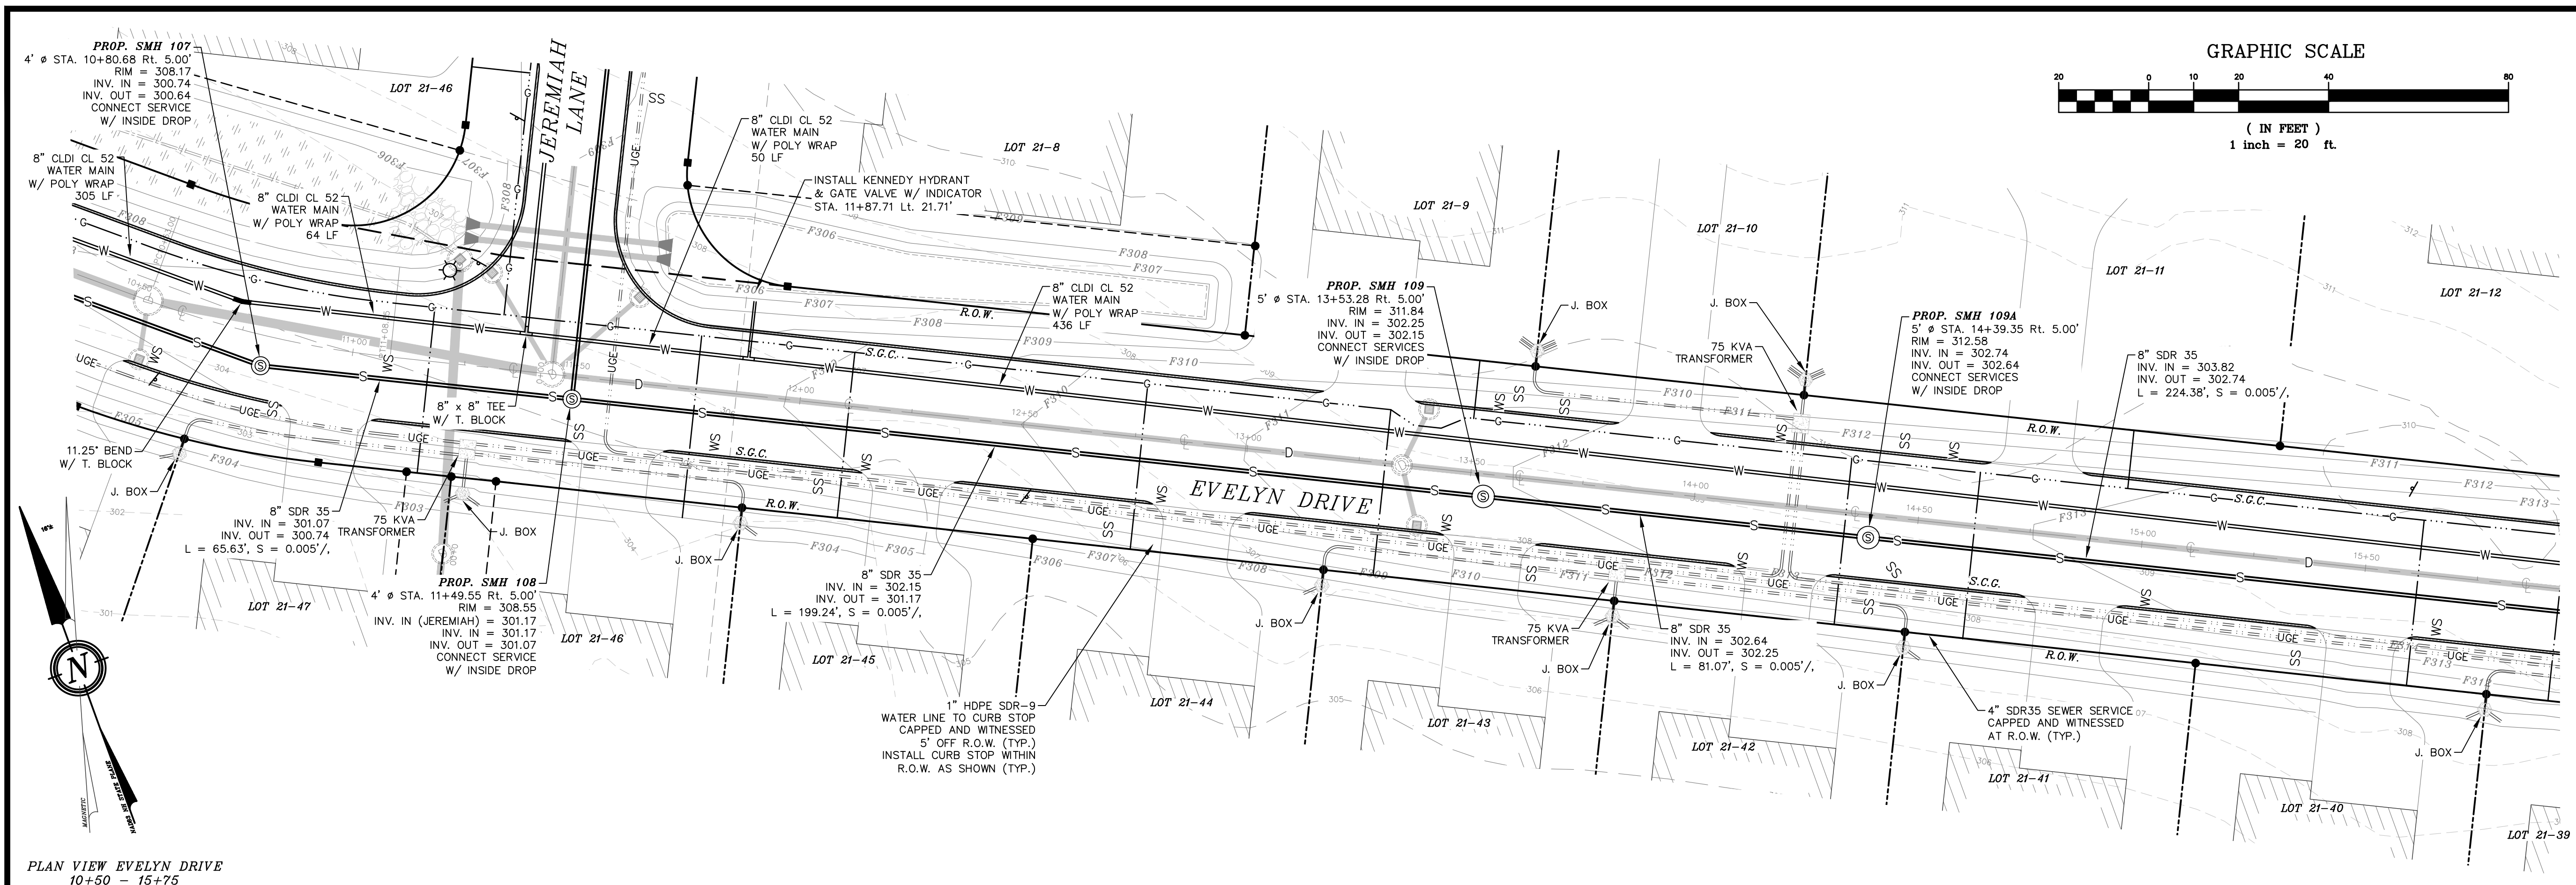 PROP. SMH 107
4' ø STA. 10+80.68 Rt. 5.00'
RIM = 308.17
INV. IN = 300.74
INV. OUT = 300.64
CONNECT SERVICE
W/ INSIDE DROP
8" CLDI CL 52
WATER MAIN
W/ POLY WRAP
305 LF
8" CLDI CL 52
WATER MAIN
W/ POLY WRAP
64 LF
LOT 21-46
JEREMIAH
LANE
8" CLDI CL 52
WATER MAIN
W/ POLY WRAP
50 LF
INSTALL KENNEDY HYDRANT
& GATE VALVE W/ INDICATOR
STA. 11+87.71 Lt. 21.71'
LOT 21-8
8" CLDI CL 52
WATER MAIN
W/ POLY WRAP
436 LF
R.O.W.
S.G.C.
LOT 21-9
PROP. SMH 109
5' ø STA. 13+53.28 Rt. 5.00'
RIM = 311.84
INV. IN = 302.25
INV. OUT = 302.15
CONNECT SERVICES
W/ INSIDE DROP
J. BOX
LOT 21-10
J. BOX
75 KVA
TRANSFORMER
GRAPHIC SCALE
20 0 10 20 40 80
( IN FEET )
1 inch = 20 ft.
LOT 21-11
LOT 21-12
PROP. SMH 109A
5' ø STA. 14+39.35 Rt. 5.00'
RIM = 312.58
INV. IN = 302.74
INV. OUT = 302.64
CONNECT SERVICES
W/ INSIDE DROP
8" SDR 35
INV. IN = 303.82
INV. OUT = 302.74
L = 224.38', S = 0.005'/,
R.O.W.
S.G.C.
11.25° BEND
W/ T. BLOCK
8" x 8" TEE
W/ T. BLOCK
J. BOX
8" SDR 35
INV. IN = 301.07
INV. OUT = 300.74
L = 65.63', S = 0.005'/,
75 KVA
TRANSFORMER
J. BOX
LOT 21-47
PROP. SMH 108
4' ø STA. 11+49.55 Rt. 5.00'
RIM = 308.55
INV. IN (JEREMIAH) = 301.17
INV. IN = 301.17
INV. OUT = 301.07
CONNECT SERVICE
W/ INSIDE DROP
LOT 21-46
S.G.C.
R.O.W.
J. BOX
8" SDR 35
INV. IN = 302.15
INV. OUT = 301.17
L = 199.24', S = 0.005'/,
LOT 21-45
EVELYN DRIVE
1" HDPE SDR-9
WATER LINE TO CURB STOP
CAPPED AND WITNESSED
5' OFF R.O.W. (TYP.)
INSTALL CURB STOP WITHIN
R.O.W. AS SHOWN (TYP.)
LOT 21-44
J. BOX
LOT 21-43
75 KVA
TRANSFORMER
J. BOX
8" SDR 35
INV. IN = 302.64
INV. OUT = 302.25
L = 81.07', S = 0.005'/,
LOT 21-42
J. BOX
4" SDR35 SEWER SERVICE
CAPPED AND WITNESSED
AT R.O.W. (TYP.)
S.C.G.
R.O.W.
LOT 21-41
LOT 21-40
J. BOX
LOT 21-39
N
MAGNETIC
NAD83 NH STATE PLANE
PLAN VIEW EVELYN DRIVE
10+50 - 15+75